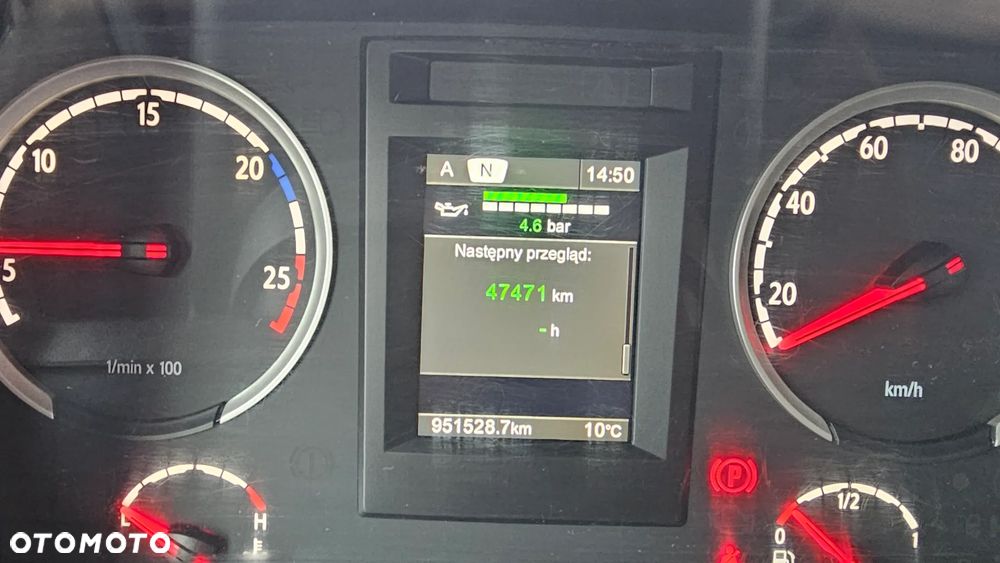 A N 14:50
4.6 bar
Następny przegląd:
47471 km
- h
951528.7km 10°C
5 10 15 20 25
1/min x 100
20 40 60 80
km/h
L H
E
P
0 1/2 1
OTOMOTO